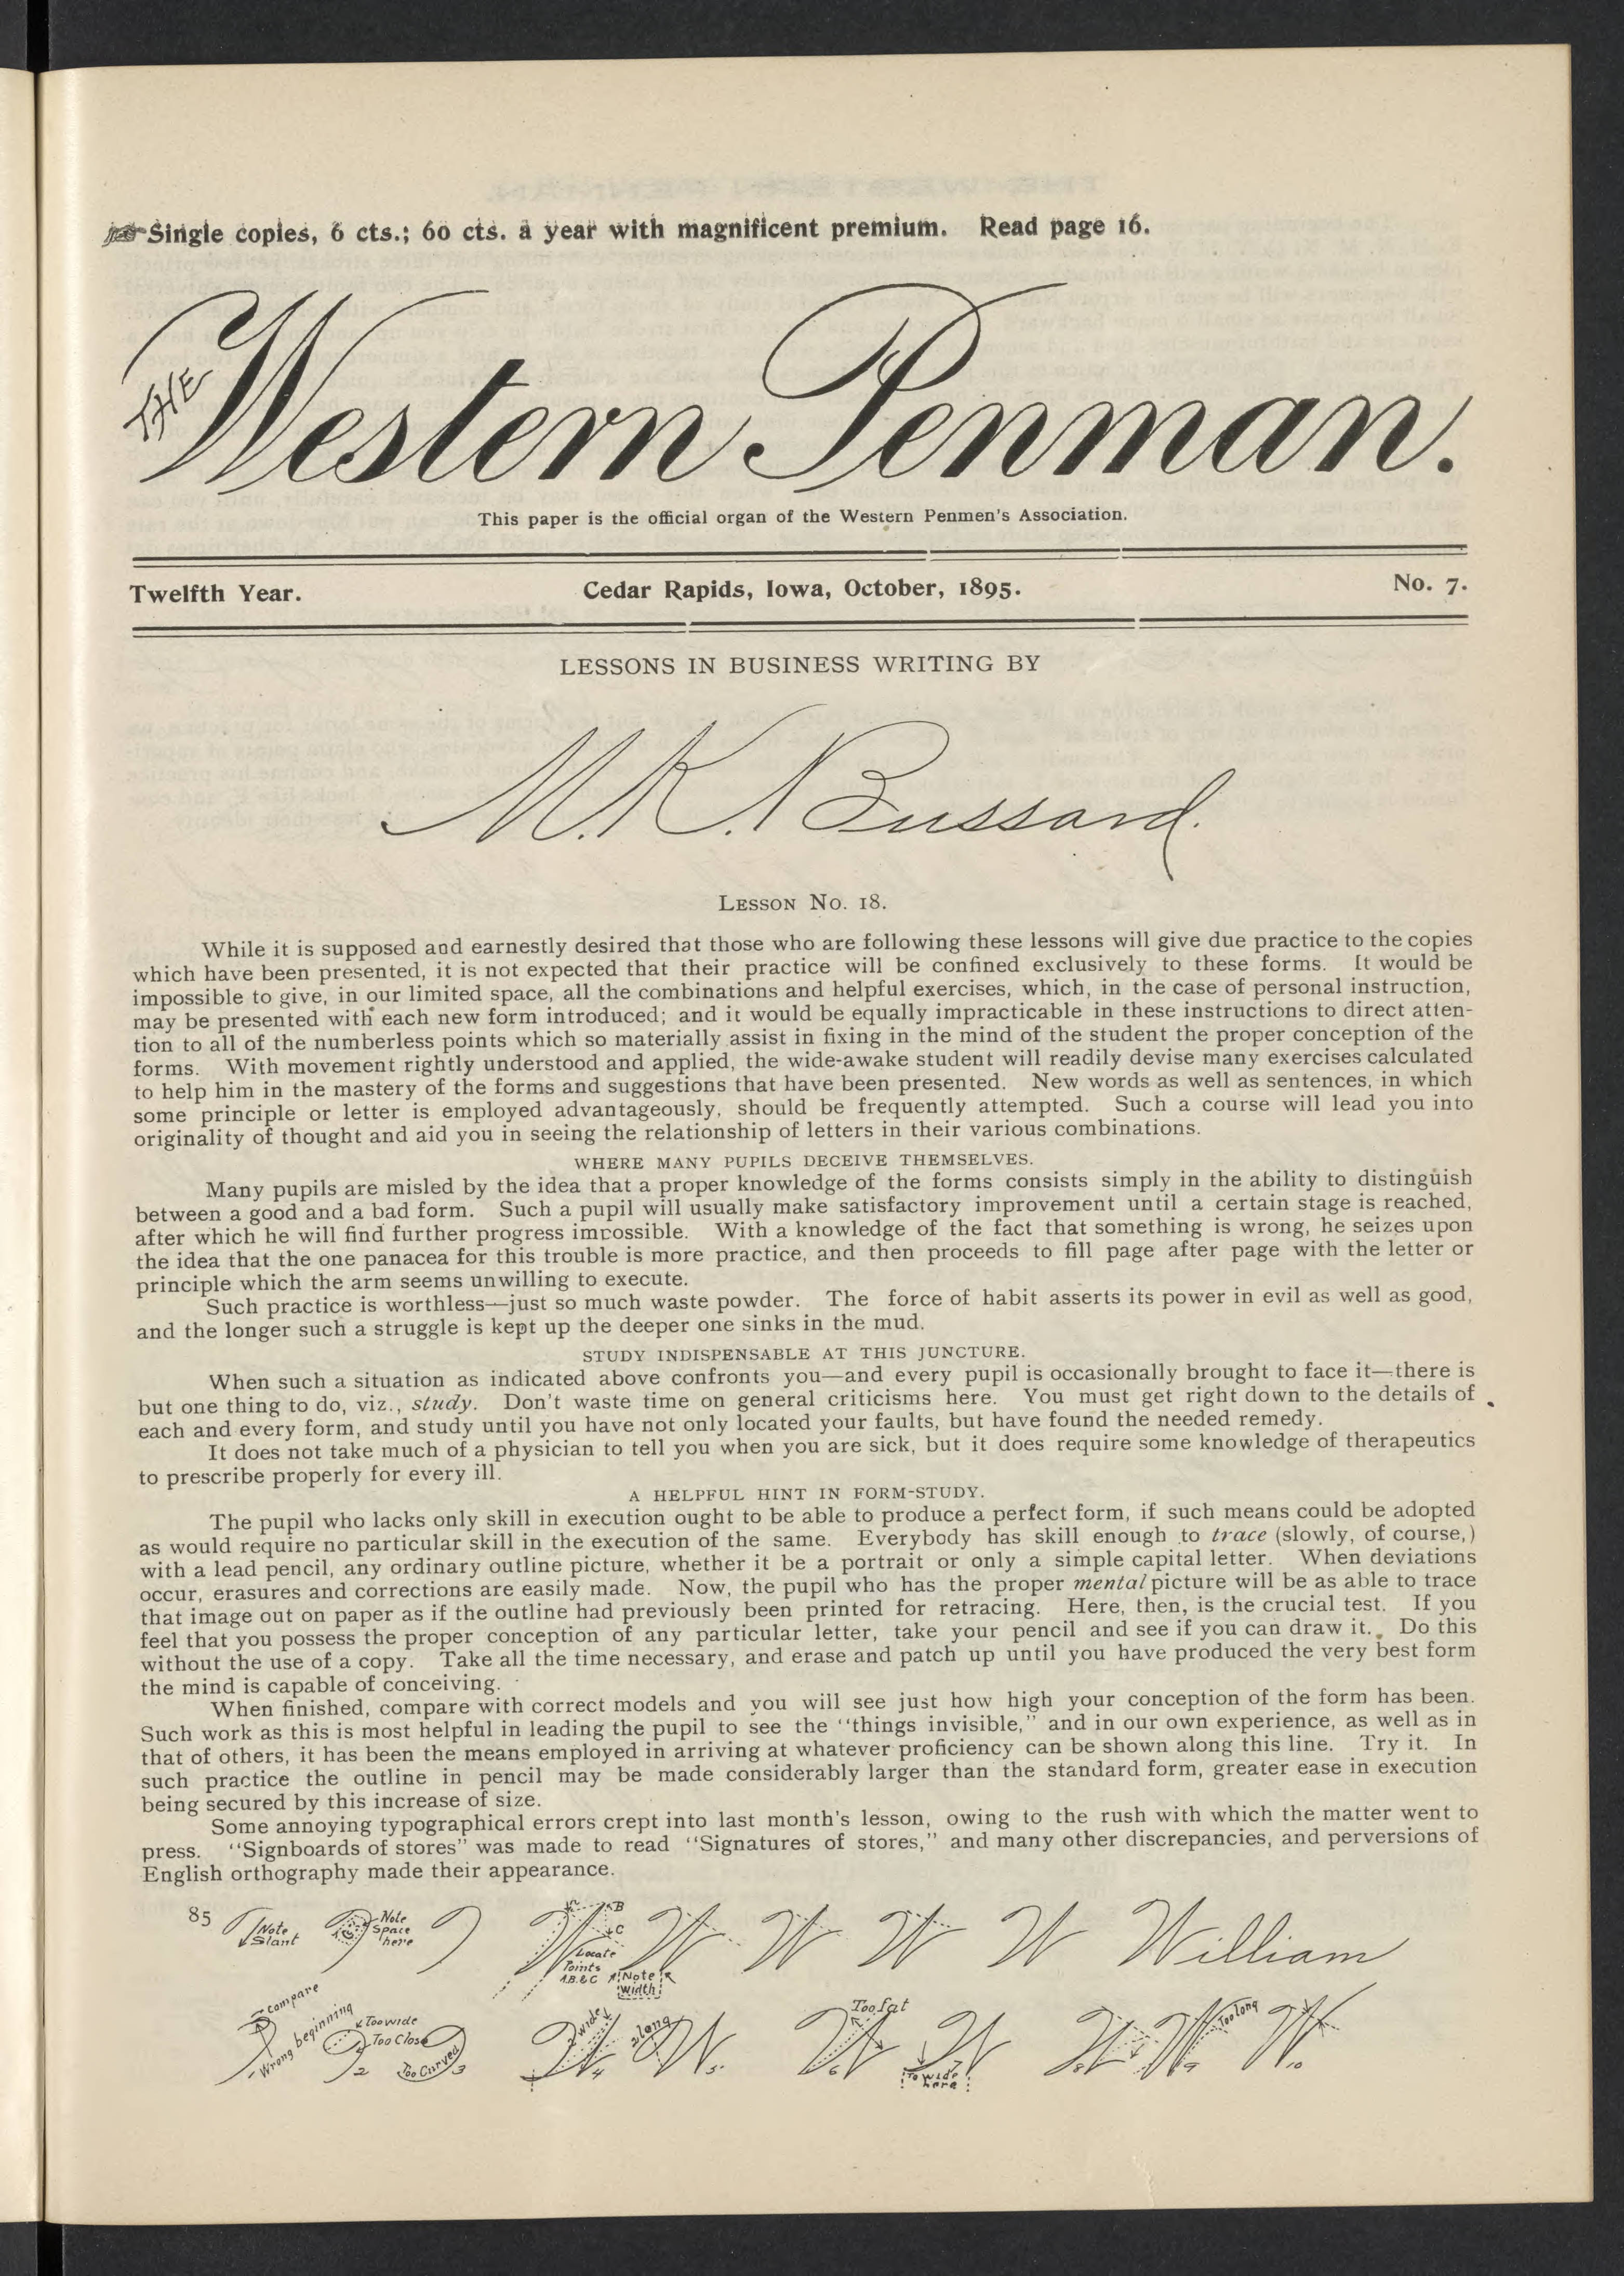 Single copies, 6 cts.; 60 cts. a year with magnificent premium. Read page 16.
THE
Western Penman.
This paper is the official organ of the Western Penmen's Association.
Twelfth Year. Cedar Rapids, Iowa, October, 1895. No. 7.
LESSONS IN BUSINESS WRITING BY
M. K. Bussard.
LESSON NO. 18.
While it is supposed and earnestly desired that those who are following these lessons will give due practice to the copies
which have been presented, it is not expected that their practice will be confined exclusively to these forms. It would be
impossible to give, in our limited space, all the combinations and helpful exercises, which, in the case of personal instruction,
may be presented with each new form introduced; and it would be equally impracticable in these instructions to direct atten-
tion to all of the numberless points which so materially assist in fixing in the mind of the student the proper conception of the
forms. With movement rightly understood and applied, the wide-awake student will readily devise many exercises calculated
to help him in the mastery of the forms and suggestions that have been presented. New words as well as sentences, in which
some principle or letter is employed advantageously, should be frequently attempted. Such a course will lead you into
originality of thought and aid you in seeing the relationship of letters in their various combinations.
WHERE MANY PUPILS DECEIVE THEMSELVES.
Many pupils are misled by the idea that a proper knowledge of the forms consists simply in the ability to distinguish
between a good and a bad form. Such a pupil will usually make satisfactory improvement until a certain stage is reached,
after which he will find further progress impossible. With a knowledge of the fact that something is wrong, he seizes upon
the idea that the one panacea for this trouble is more practice, and then proceeds to fill page after page with the letter or
principle which the arm seems unwilling to execute.
Such practice is worthless—just so much waste powder. The force of habit asserts its power in evil as well as good,
and the longer such a struggle is kept up the deeper one sinks in the mud.
STUDY INDISPENSABLE AT THIS JUNCTURE.
When such a situation as indicated above confronts you—and every pupil is occasionally brought to face it—there is
but one thing to do, viz., study. Don't waste time on general criticisms here. You must get right down to the details of
each and every form, and study until you have not only located your faults, but have found the needed remedy.
It does not take much of a physician to tell you when you are sick, but it does require some knowledge of therapeutics
to prescribe properly for every ill.
A HELPFUL HINT IN FORM-STUDY.
The pupil who lacks only skill in execution ought to be able to produce a perfect form, if such means could be adopted
as would require no particular skill in the execution of the same. Everybody has skill enough to trace (slowly, of course,)
with a lead pencil, any ordinary outline picture, whether it be a portrait or only a simple capital letter. When deviations
occur, erasures and corrections are easily made. Now, the pupil who has the proper mental picture will be as able to trace
that image out on paper as if the outline had previously been printed for retracing. Here, then, is the crucial test. If you
feel that you possess the proper conception of any particular letter, take your pencil and see if you can draw it. Do this
without the use of a copy. Take all the time necessary, and erase and patch up until you have produced the very best form
the mind is capable of conceiving.
When finished, compare with correct models and you will see just how high your conception of the form has been.
Such work as this is most helpful in leading the pupil to see the "things invisible," and in our own experience, as well as in
that of others, it has been the means employed in arriving at whatever proficiency can be shown along this line. Try it. In
such practice the outline in pencil may be made considerably larger than the standard form, greater ease in execution
being secured by this increase of size.
Some annoying typographical errors crept into last month's lesson, owing to the rush with which the matter went to
press. "Signboards of stores" was made to read "Signatures of stores," and many other discrepancies, and perversions of
English orthography made their appearance.
85 Note Slant Note Space here W B C Locate Points A.B.&C W Note Width W W W William
Compare Wrong beginning 1 Too wide Too Close 2 Too Curved 3 2 wide W 4 2 long W 5 Too fat W 6 To wide here W 7 W 8 W 9 Too long W 10